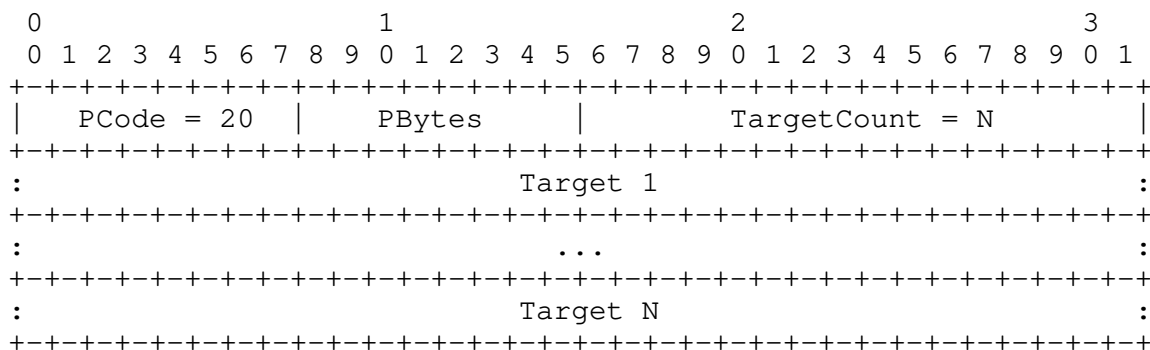 0                   1                   2                   3
 0 1 2 3 4 5 6 7 8 9 0 1 2 3 4 5 6 7 8 9 0 1 2 3 4 5 6 7 8 9 0 1
+-+-+-+-+-+-+-+-+-+-+-+-+-+-+-+-+-+-+-+-+-+-+-+-+-+-+-+-+-+-+-+-+
|   PCode = 20  |    PBytes     |        TargetCount = N        |
+-+-+-+-+-+-+-+-+-+-+-+-+-+-+-+-+-+-+-+-+-+-+-+-+-+-+-+-+-+-+-+-+
:                            Target 1                           :
+-+-+-+-+-+-+-+-+-+-+-+-+-+-+-+-+-+-+-+-+-+-+-+-+-+-+-+-+-+-+-+-+
:                              ...                              :
+-+-+-+-+-+-+-+-+-+-+-+-+-+-+-+-+-+-+-+-+-+-+-+-+-+-+-+-+-+-+-+-+
:                            Target N                           :
+-+-+-+-+-+-+-+-+-+-+-+-+-+-+-+-+-+-+-+-+-+-+-+-+-+-+-+-+-+-+-+-+